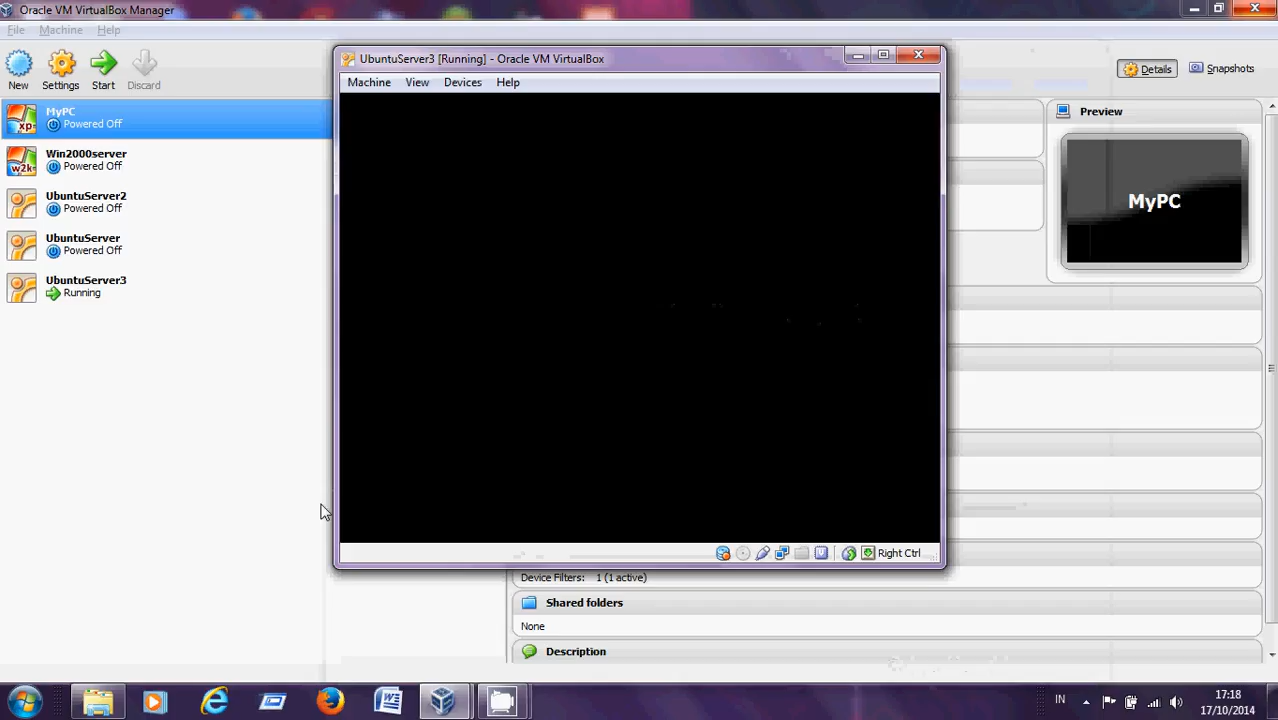 Oracle VM VirtualBox Manager
File Machine Help
New Settings Start Discard
Details Snapshots
MyPC
Powered Off
xp
Win2000server
Powered Off
w2k
UbuntuServer2
Powered Off
UbuntuServer
Powered Off
UbuntuServer3
Running
UbuntuServer3 [Running] - Oracle VM VirtualBox
Machine View Devices Help
Right Ctrl
Preview
MyPC
Device Filters: 1 (1 active)
Shared folders
None
Description
IN
17:18
17/10/2014